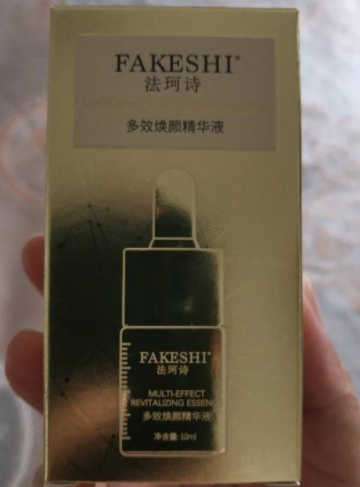 FAKESHI®
法珂诗
多效焕颜精华液
FAKESHI®
法珂诗
MULTI-EFFECT
REVITALIZING ESSENC
多效焕颜精华液
净含量:10ml